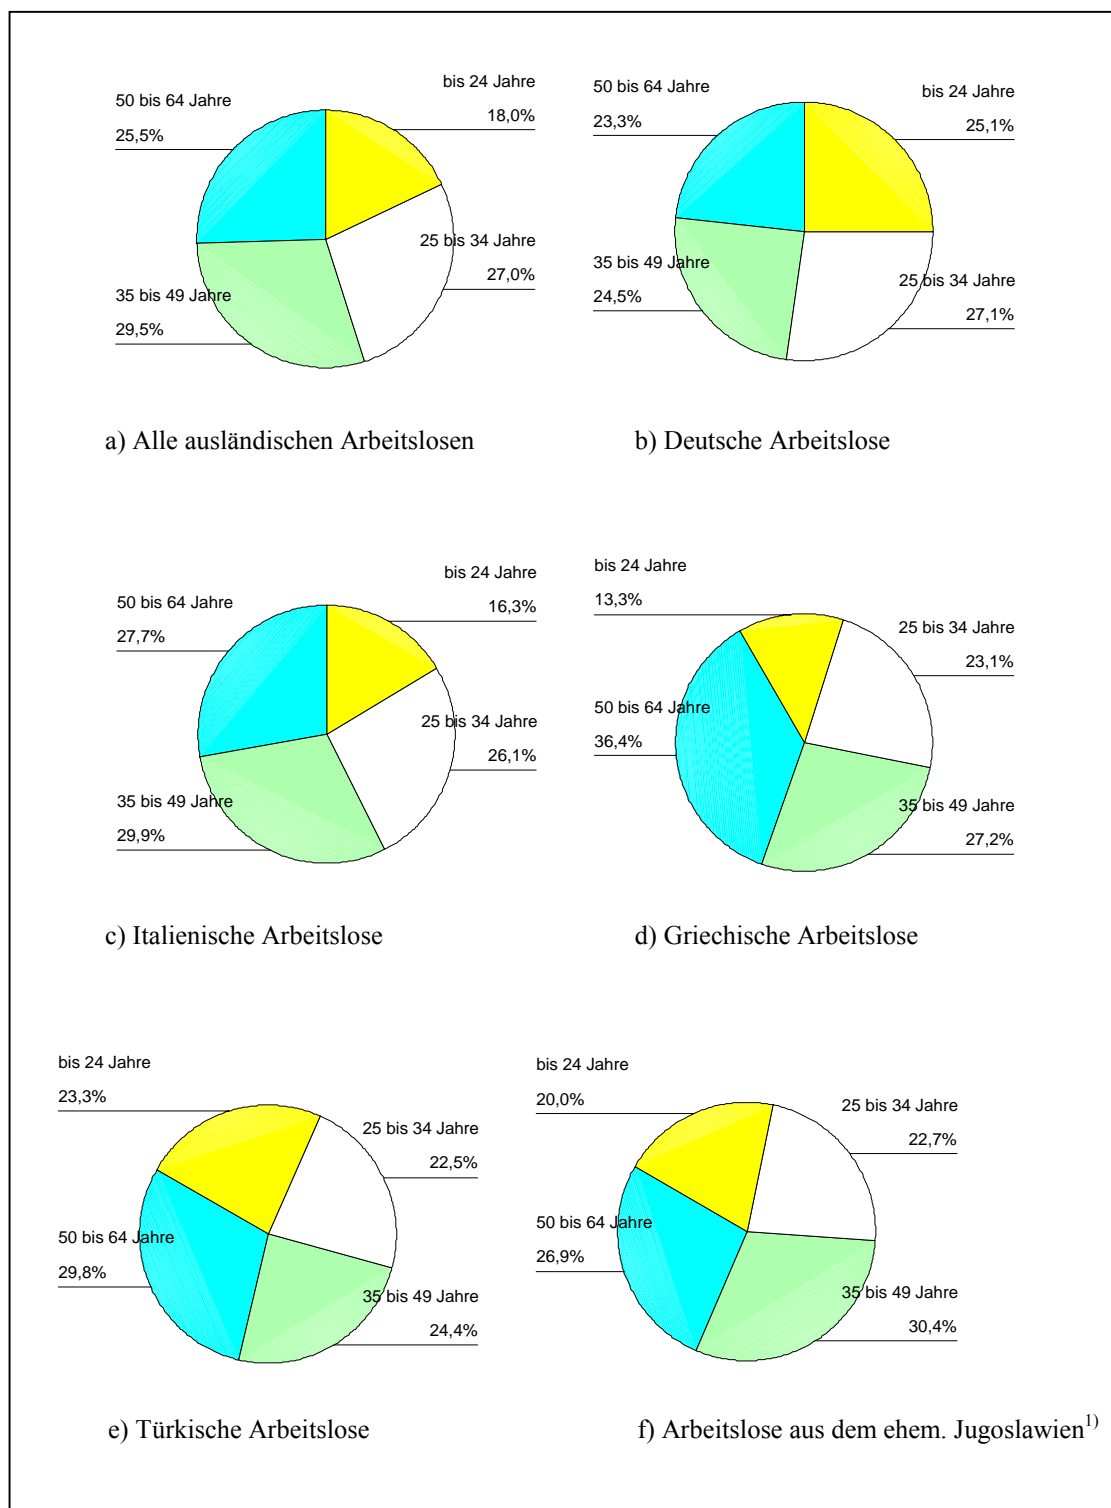 50 bis 64 Jahre
25,5%
bis 24 Jahre
18,0%
25 bis 34 Jahre
27,0%
35 bis 49 Jahre
29,5%
a) Alle ausländischen Arbeitslosen
50 bis 64 Jahre
23,3%
bis 24 Jahre
25,1%
35 bis 49 Jahre
24,5%
25 bis 34 Jahre
27,1%
b) Deutsche Arbeitslose
bis 24 Jahre
16,3%
50 bis 64 Jahre
27,7%
25 bis 34 Jahre
26,1%
35 bis 49 Jahre
29,9%
c) Italienische Arbeitslose
bis 24 Jahre
13,3%
25 bis 34 Jahre
23,1%
50 bis 64 Jahre
36,4%
35 bis 49 Jahre
27,2%
d) Griechische Arbeitslose
bis 24 Jahre
23,3%
25 bis 34 Jahre
22,5%
50 bis 64 Jahre
29,8%
35 bis 49 Jahre
24,4%
e) Türkische Arbeitslose
bis 24 Jahre
20,0%
25 bis 34 Jahre
22,7%
50 bis 64 Jahre
26,9%
35 bis 49 Jahre
30,4%
f) Arbeitslose aus dem ehem. Jugoslawien1)